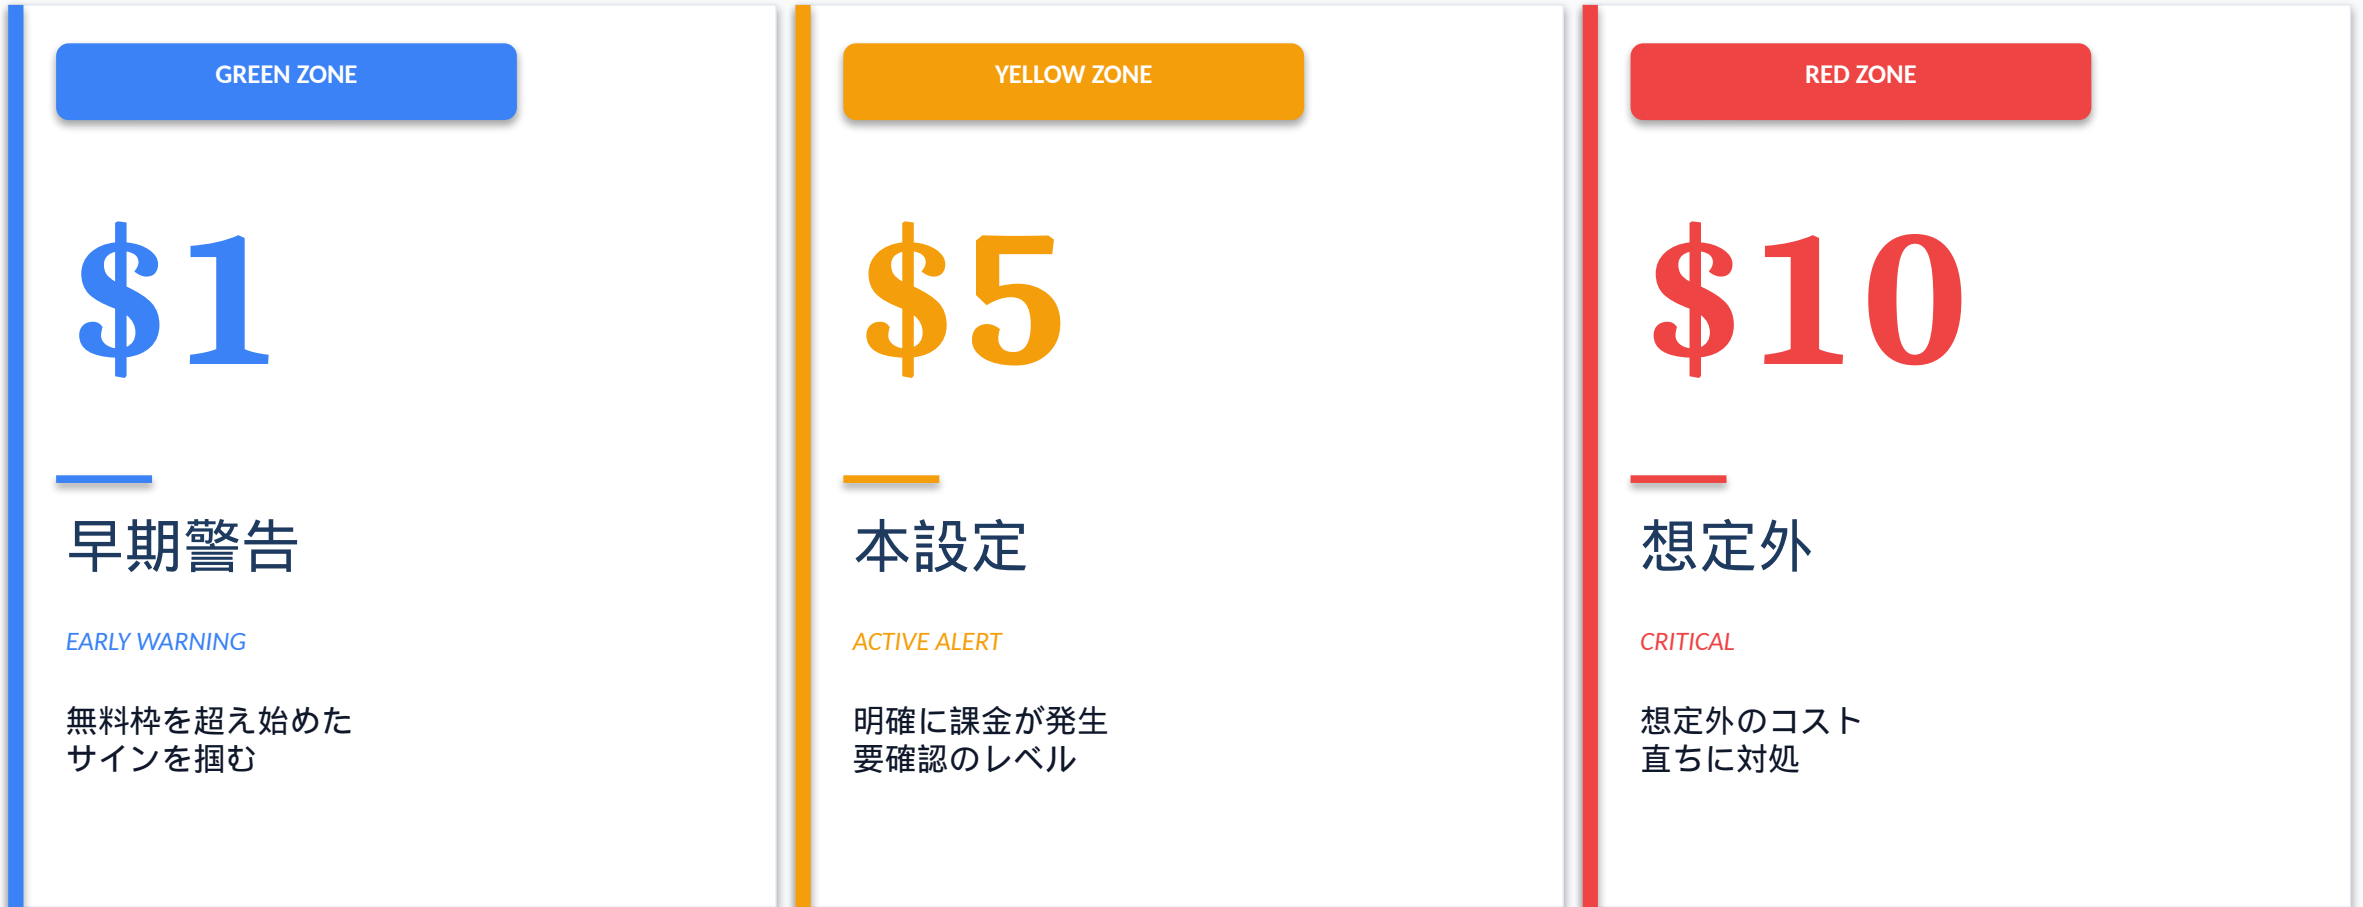 GREEN ZONE
$1
早期警告
EARLY WARNING
無料枠を超え始めた
サインを掴む
YELLOW ZONE
$5
本設定
ACTIVE ALERT
明確に課金が発生
要確認のレベル
RED ZONE
$10
想定外
CRITICAL
想定外のコスト
直ちに対処